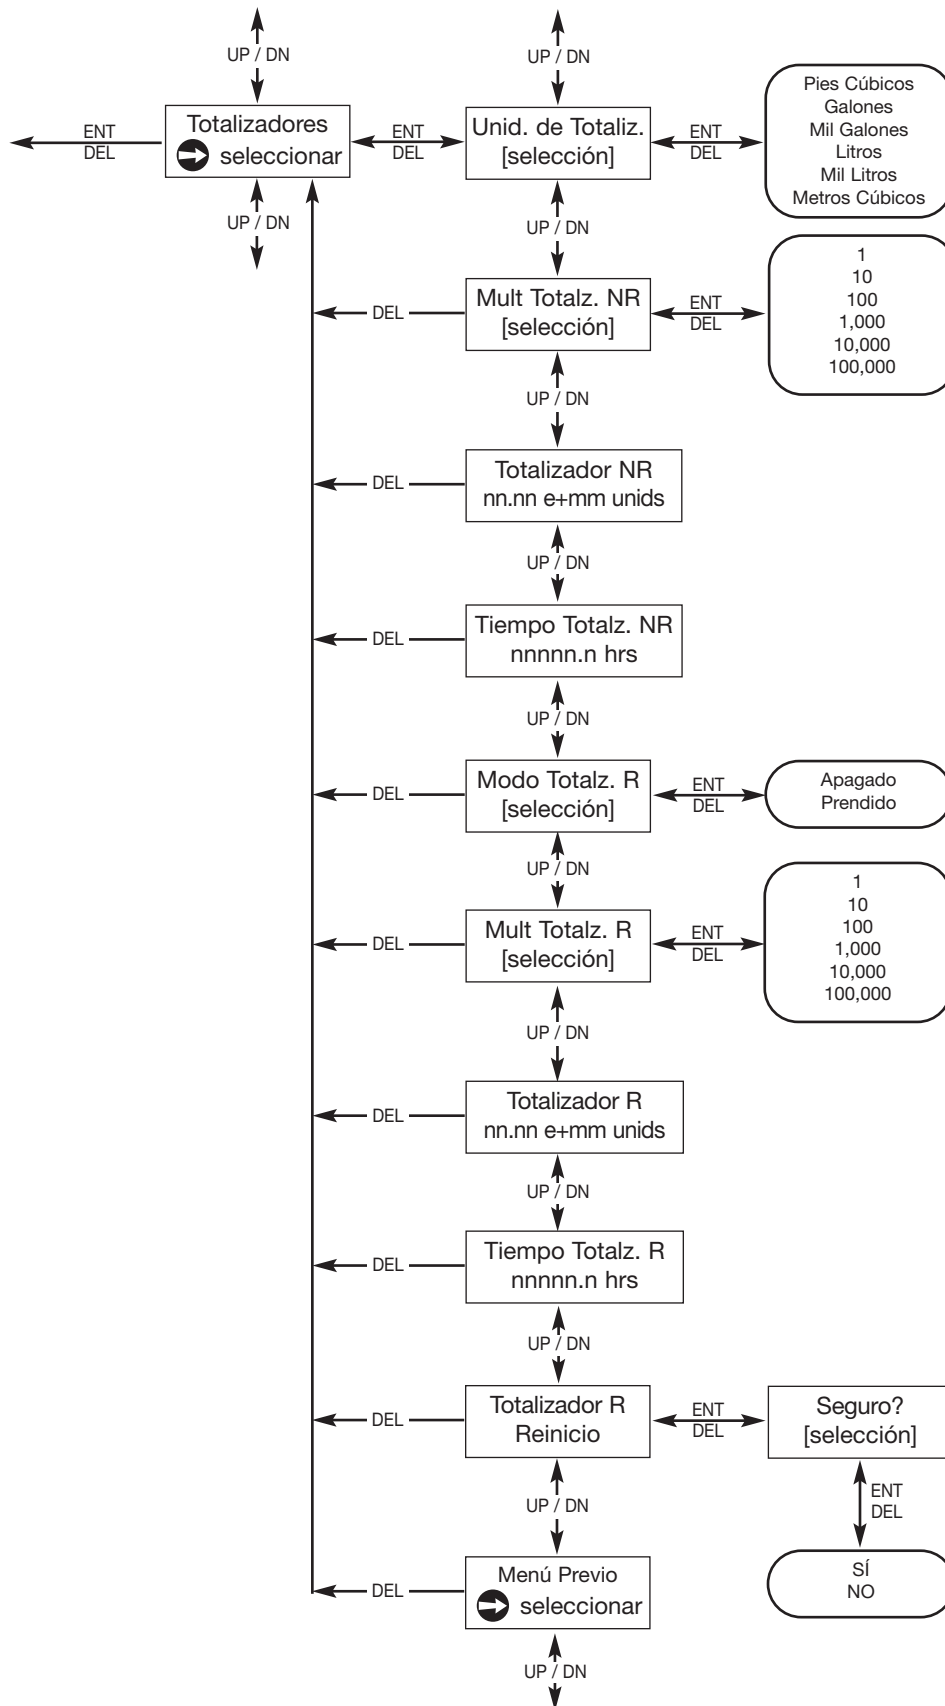 UP / DN
UP / DN
ENT
DEL
Totalizadores
seleccionar
ENT
DEL
Unid. de Totaliz.
[selección]
ENT
DEL
Pies Cúbicos
Galones
Mil Galones
Litros
Mil Litros
Metros Cúbicos
UP / DN
UP / DN
DEL
Mult Totalz. NR
[selección]
ENT
DEL
1
10
100
1,000
10,000
100,000
UP / DN
DEL
Totalizador NR
nn.nn e+mm unids
UP / DN
DEL
Tiempo Totalz. NR
nnnnn.n hrs
UP / DN
DEL
Modo Totalz. R
[selección]
ENT
DEL
Apagado
Prendido
UP / DN
DEL
Mult Totalz. R
[selección]
ENT
DEL
1
10
100
1,000
10,000
100,000
UP / DN
DEL
Totalizador R
nn.nn e+mm unids
UP / DN
DEL
Tiempo Totalz. R
nnnnn.n hrs
UP / DN
DEL
Totalizador R
Reinicio
ENT
DEL
Seguro?
[selección]
UP / DN
ENT
DEL
DEL
Menú Previo
seleccionar
SÍ
NO
UP / DN